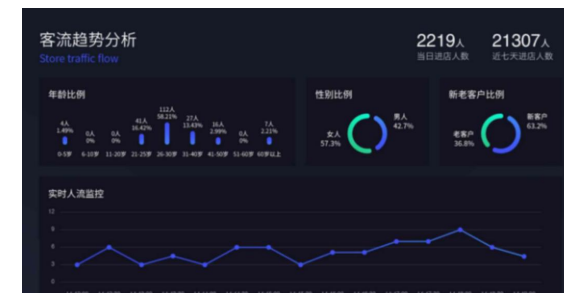 客流趋势分析
Store traffic flow
2219人
当日进店人数
21307人
近七天进店人数
年龄比例
4人
1.49%
0人
0%
0人
0%
41人
16.42%
112人
58.21%
27人
13.43%
16人
2.99%
0人
0%
7人
2.21%
0-5岁 6-10岁 11-20岁 21-25岁 26-30岁 31-40岁 41-50岁 51-60岁 60岁以上
性别比例
男人
42.7%
女人
57.3%
新老客户比例
新客户
63.2%
老客户
36.8%
实时人流监控
12
9
6
3
0